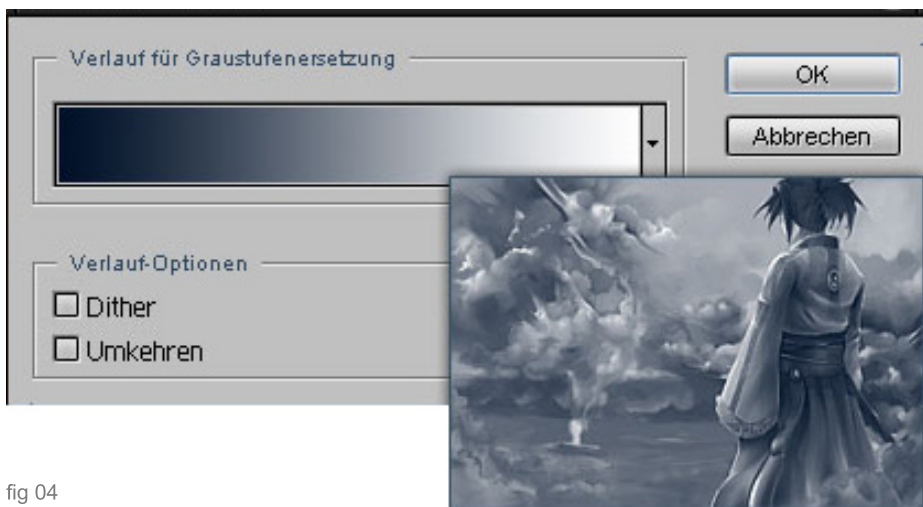 Verlauf für Graustufenersetzung
OK
Abbrechen
Verlauf-Optionen
Dither
Umkehren
fig 04